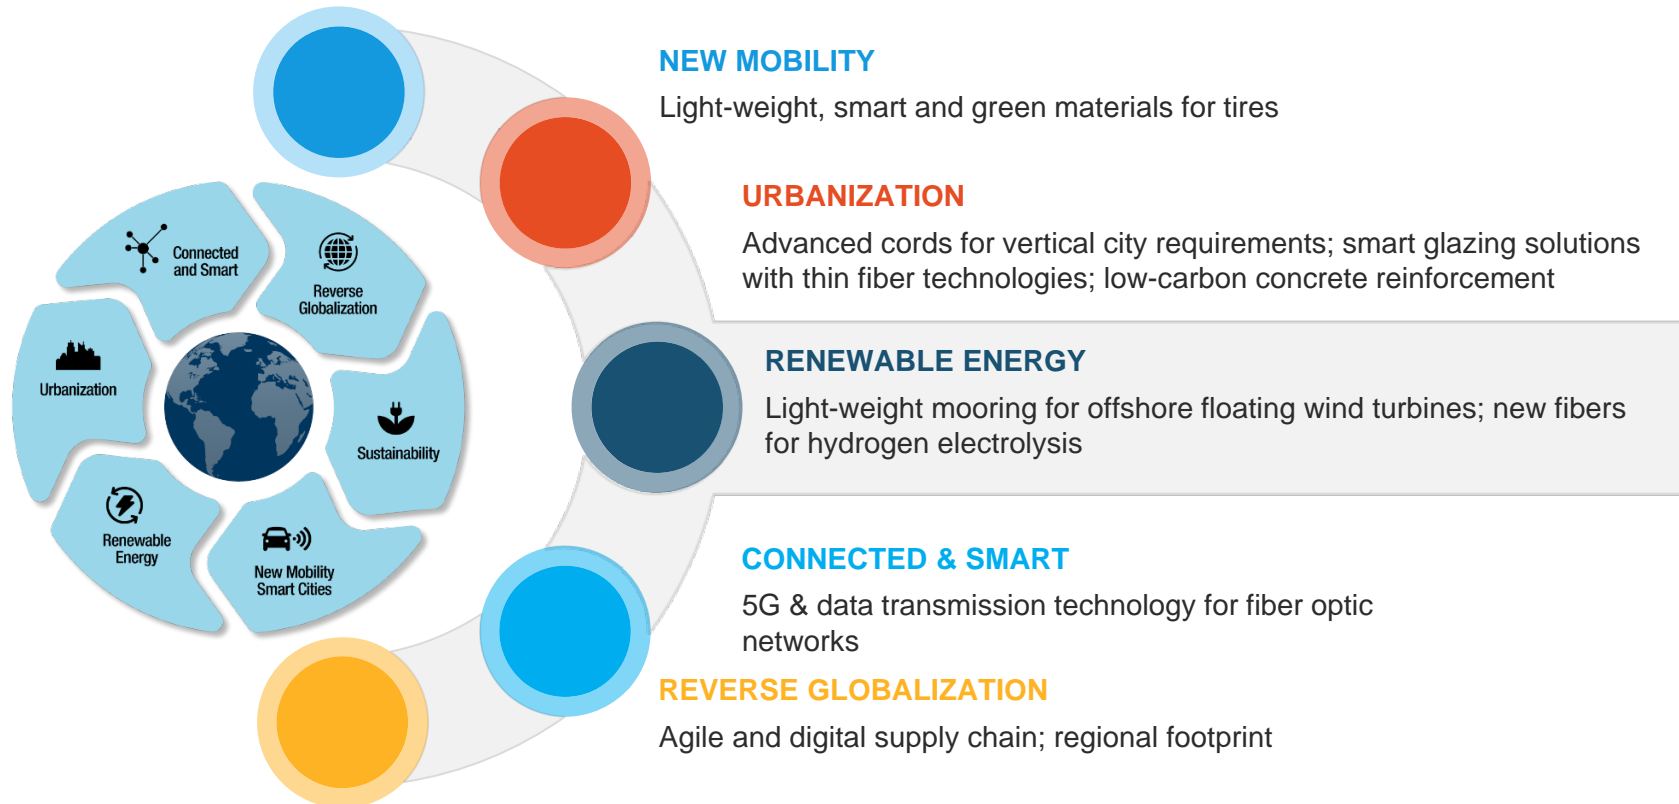 NEW MOBILITY
Light-weight, smart and green materials for tires
URBANIZATION
Advanced cords for vertical city requirements; smart glazing solutions
with thin fiber technologies; low-carbon concrete reinforcement
RENEWABLE ENERGY
Light-weight mooring for offshore floating wind turbines; new fibers
for hydrogen electrolysis
CONNECTED & SMART
5G & data transmission technology for fiber optic
networks
REVERSE GLOBALIZATION
Agile and digital supply chain; regional footprint
Connected
and Smart
Reverse
Globalization
Urbanization
Sustainability
Renewable
Energy
New Mobility
Smart Cities